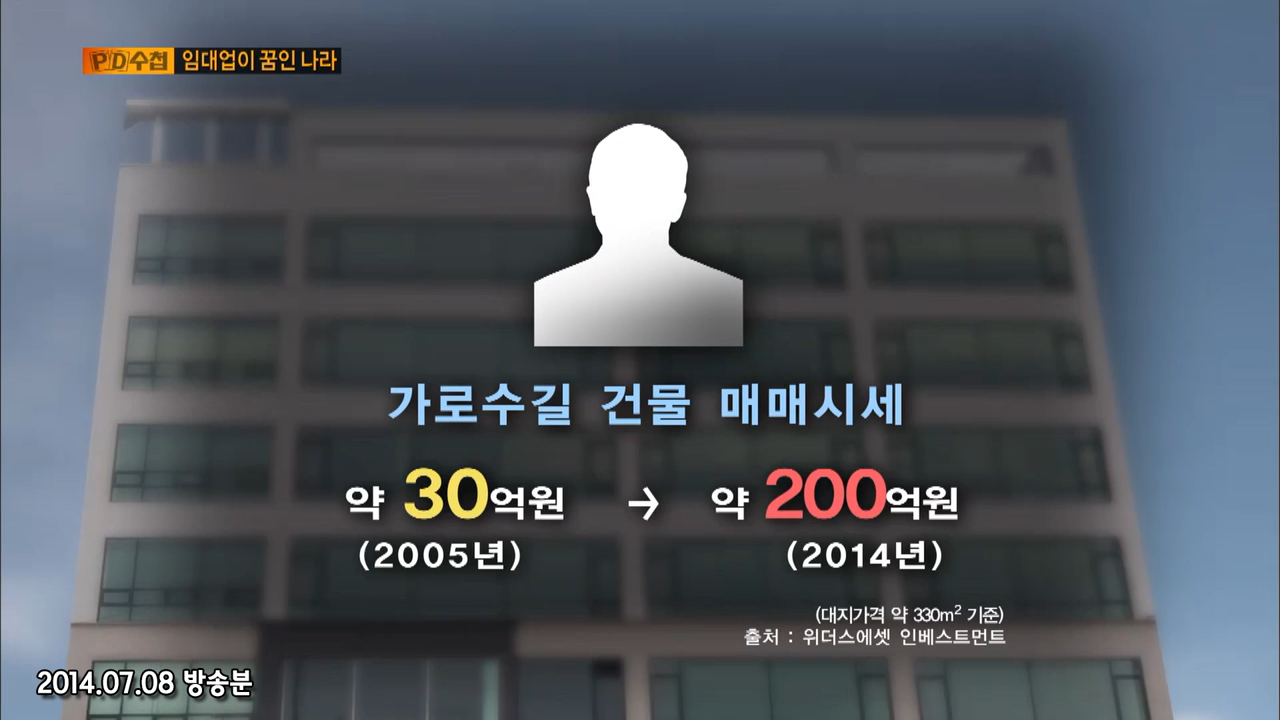 PD수첩 임대업이 꿈인 나라
가로수길 건물 매매시세
약 30억원 → 약 200억원
(2005년) (2014년)
(대지가격 약 330m² 기준)
출처 : 위더스에셋 인베스트먼트
2014.07.08 방송분